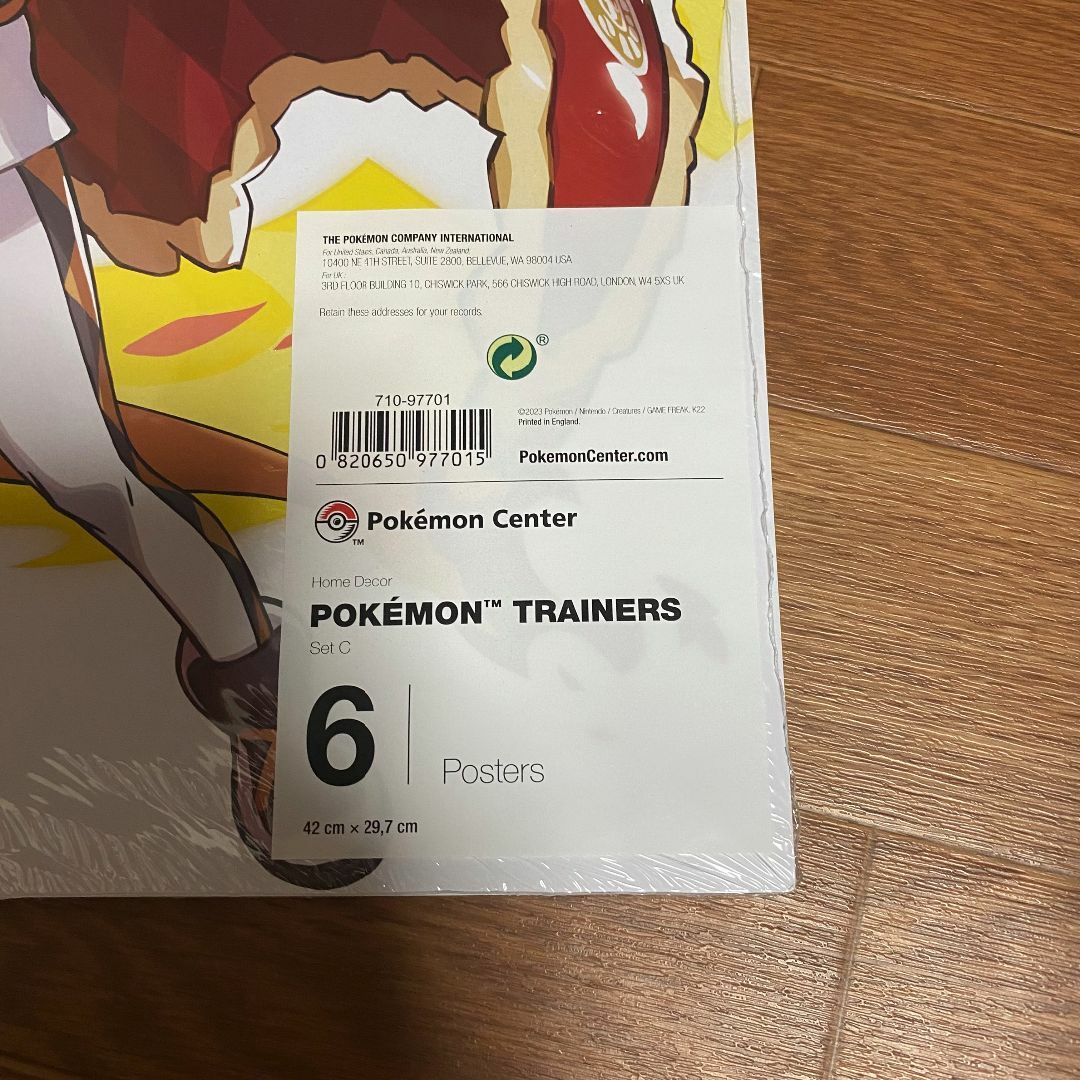 THE POKÉMON COMPANY INTERNATIONAL
For United States, Canada, Australia, New Zealand:
10400 NE 4TH STREET, SUITE 2800, BELLEVUE, WA 98004 USA
For UK:
3RD FLOOR BUILDING 10, CHISWICK PARK, 566 CHISWICK HIGH ROAD, LONDON, W4 5XS UK
Retain these addresses for your records.
®
710-97701
0 820650 977015
©2023 Pokémon / Nintendo / Creatures / GAME FREAK. K22
Printed in England.
PokemonCenter.com
Pokémon Center
TM
Home Decor
POKÉMON™ TRAINERS
Set C
6 Posters
42 cm × 29,7 cm